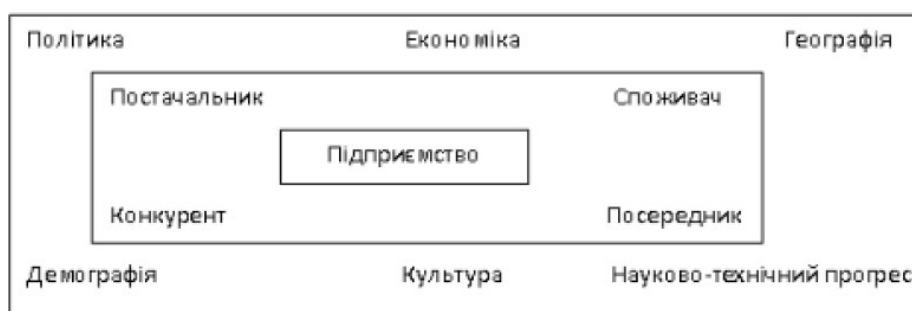 Політика Економіка Географія
Постачальник Споживач
Підприємство
Конкурент Посередник
Демографія Культура Науково-технічний прогрес